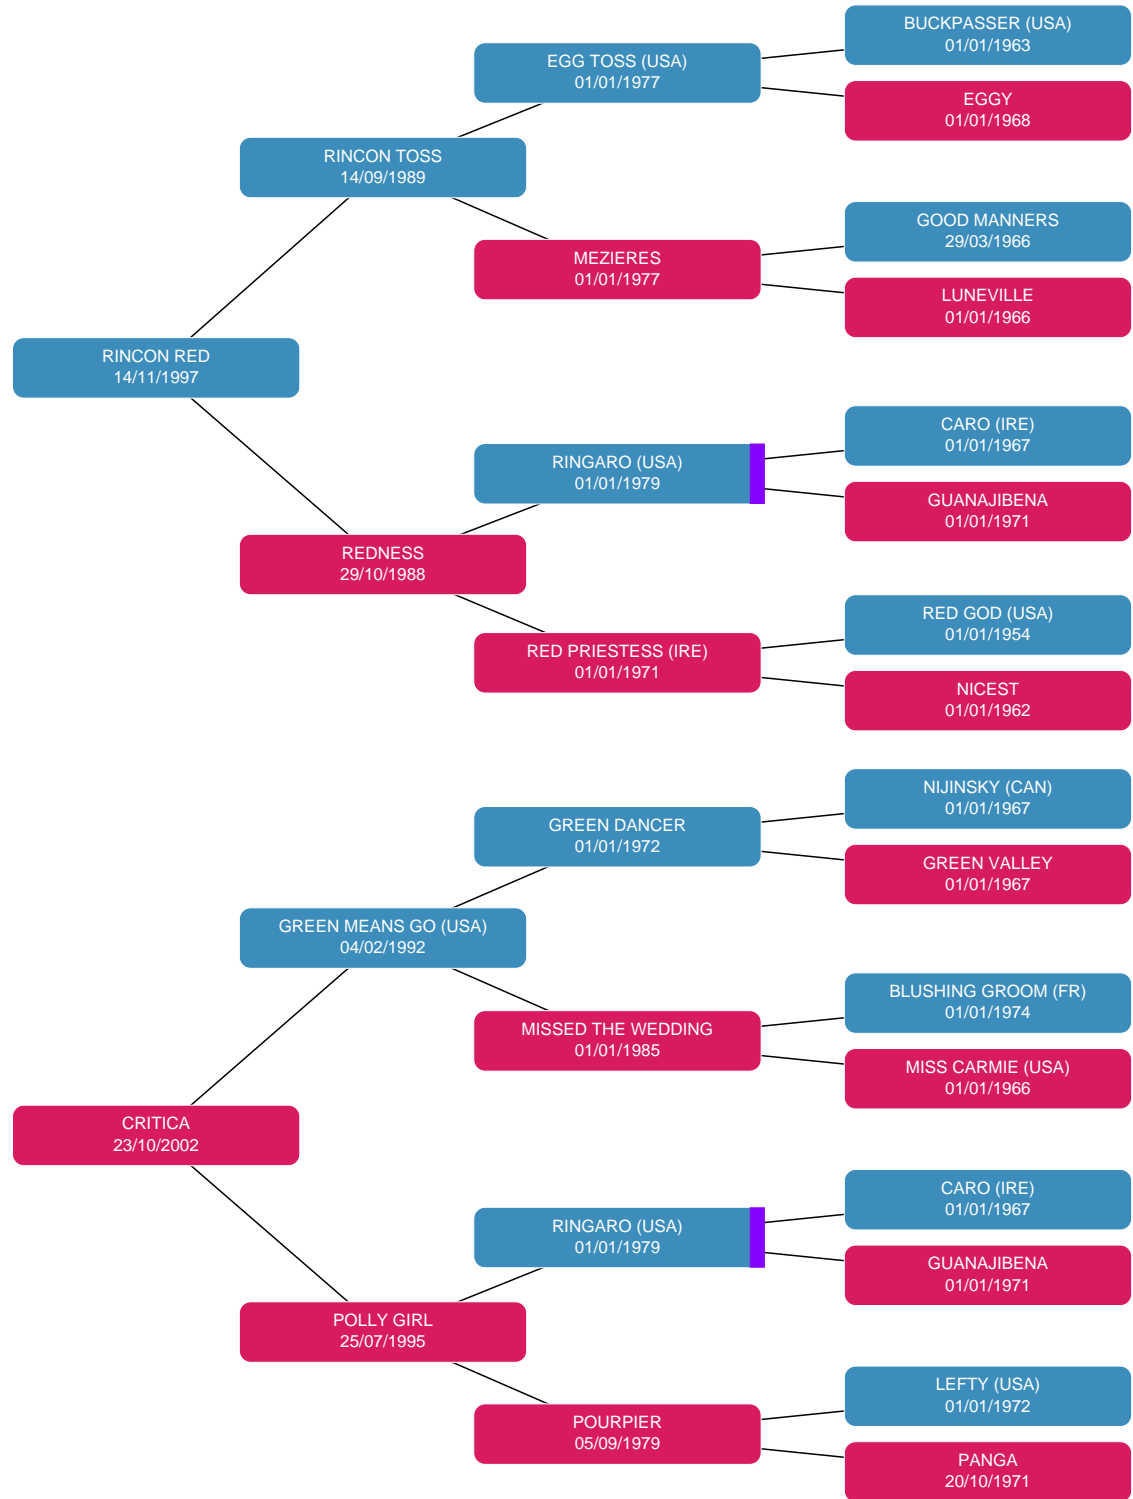 BUCKPASSER (USA)
01/01/1963
EGG TOSS (USA)
01/01/1977
EGGY
01/01/1968
RINCON TOSS
14/09/1989
GOOD MANNERS
29/03/1966
MEZIERES
01/01/1977
LUNEVILLE
01/01/1966
RINCON RED
14/11/1997
CARO (IRE)
01/01/1967
RINGARO (USA)
01/01/1979
GUANAJIBENA
01/01/1971
REDNESS
29/10/1988
RED GOD (USA)
01/01/1954
RED PRIESTESS (IRE)
01/01/1971
NICEST
01/01/1962
NIJINSKY (CAN)
01/01/1967
GREEN DANCER
01/01/1972
GREEN VALLEY
01/01/1967
GREEN MEANS GO (USA)
04/02/1992
BLUSHING GROOM (FR)
01/01/1974
MISSED THE WEDDING
01/01/1985
MISS CARMIE (USA)
01/01/1966
CRITICA
23/10/2002
CARO (IRE)
01/01/1967
RINGARO (USA)
01/01/1979
GUANAJIBENA
01/01/1971
POLLY GIRL
25/07/1995
LEFTY (USA)
01/01/1972
POURPIER
05/09/1979
PANGA
20/10/1971